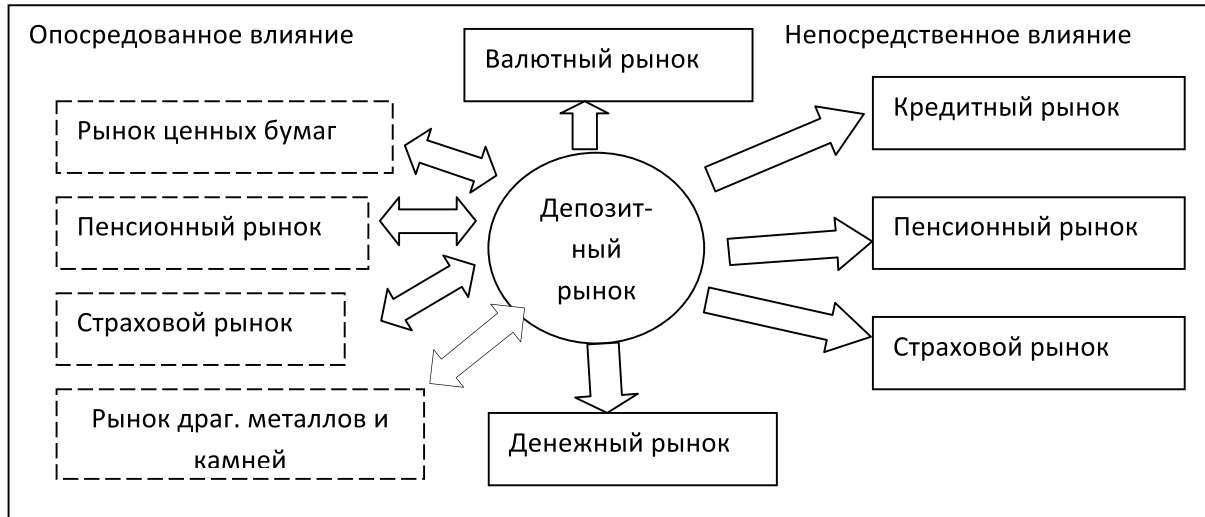 Опосредованное влияние
Непосредственное влияние
Валютный рынок
Рынок ценных бумаг
Пенсионный рынок
Страховой рынок
Рынок драг. металлов и
камней
Депозит-
ный
рынок
Денежный рынок
Кредитный рынок
Пенсионный рынок
Страховой рынок